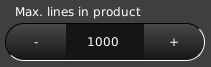 Max. lines in product
- 1000 +